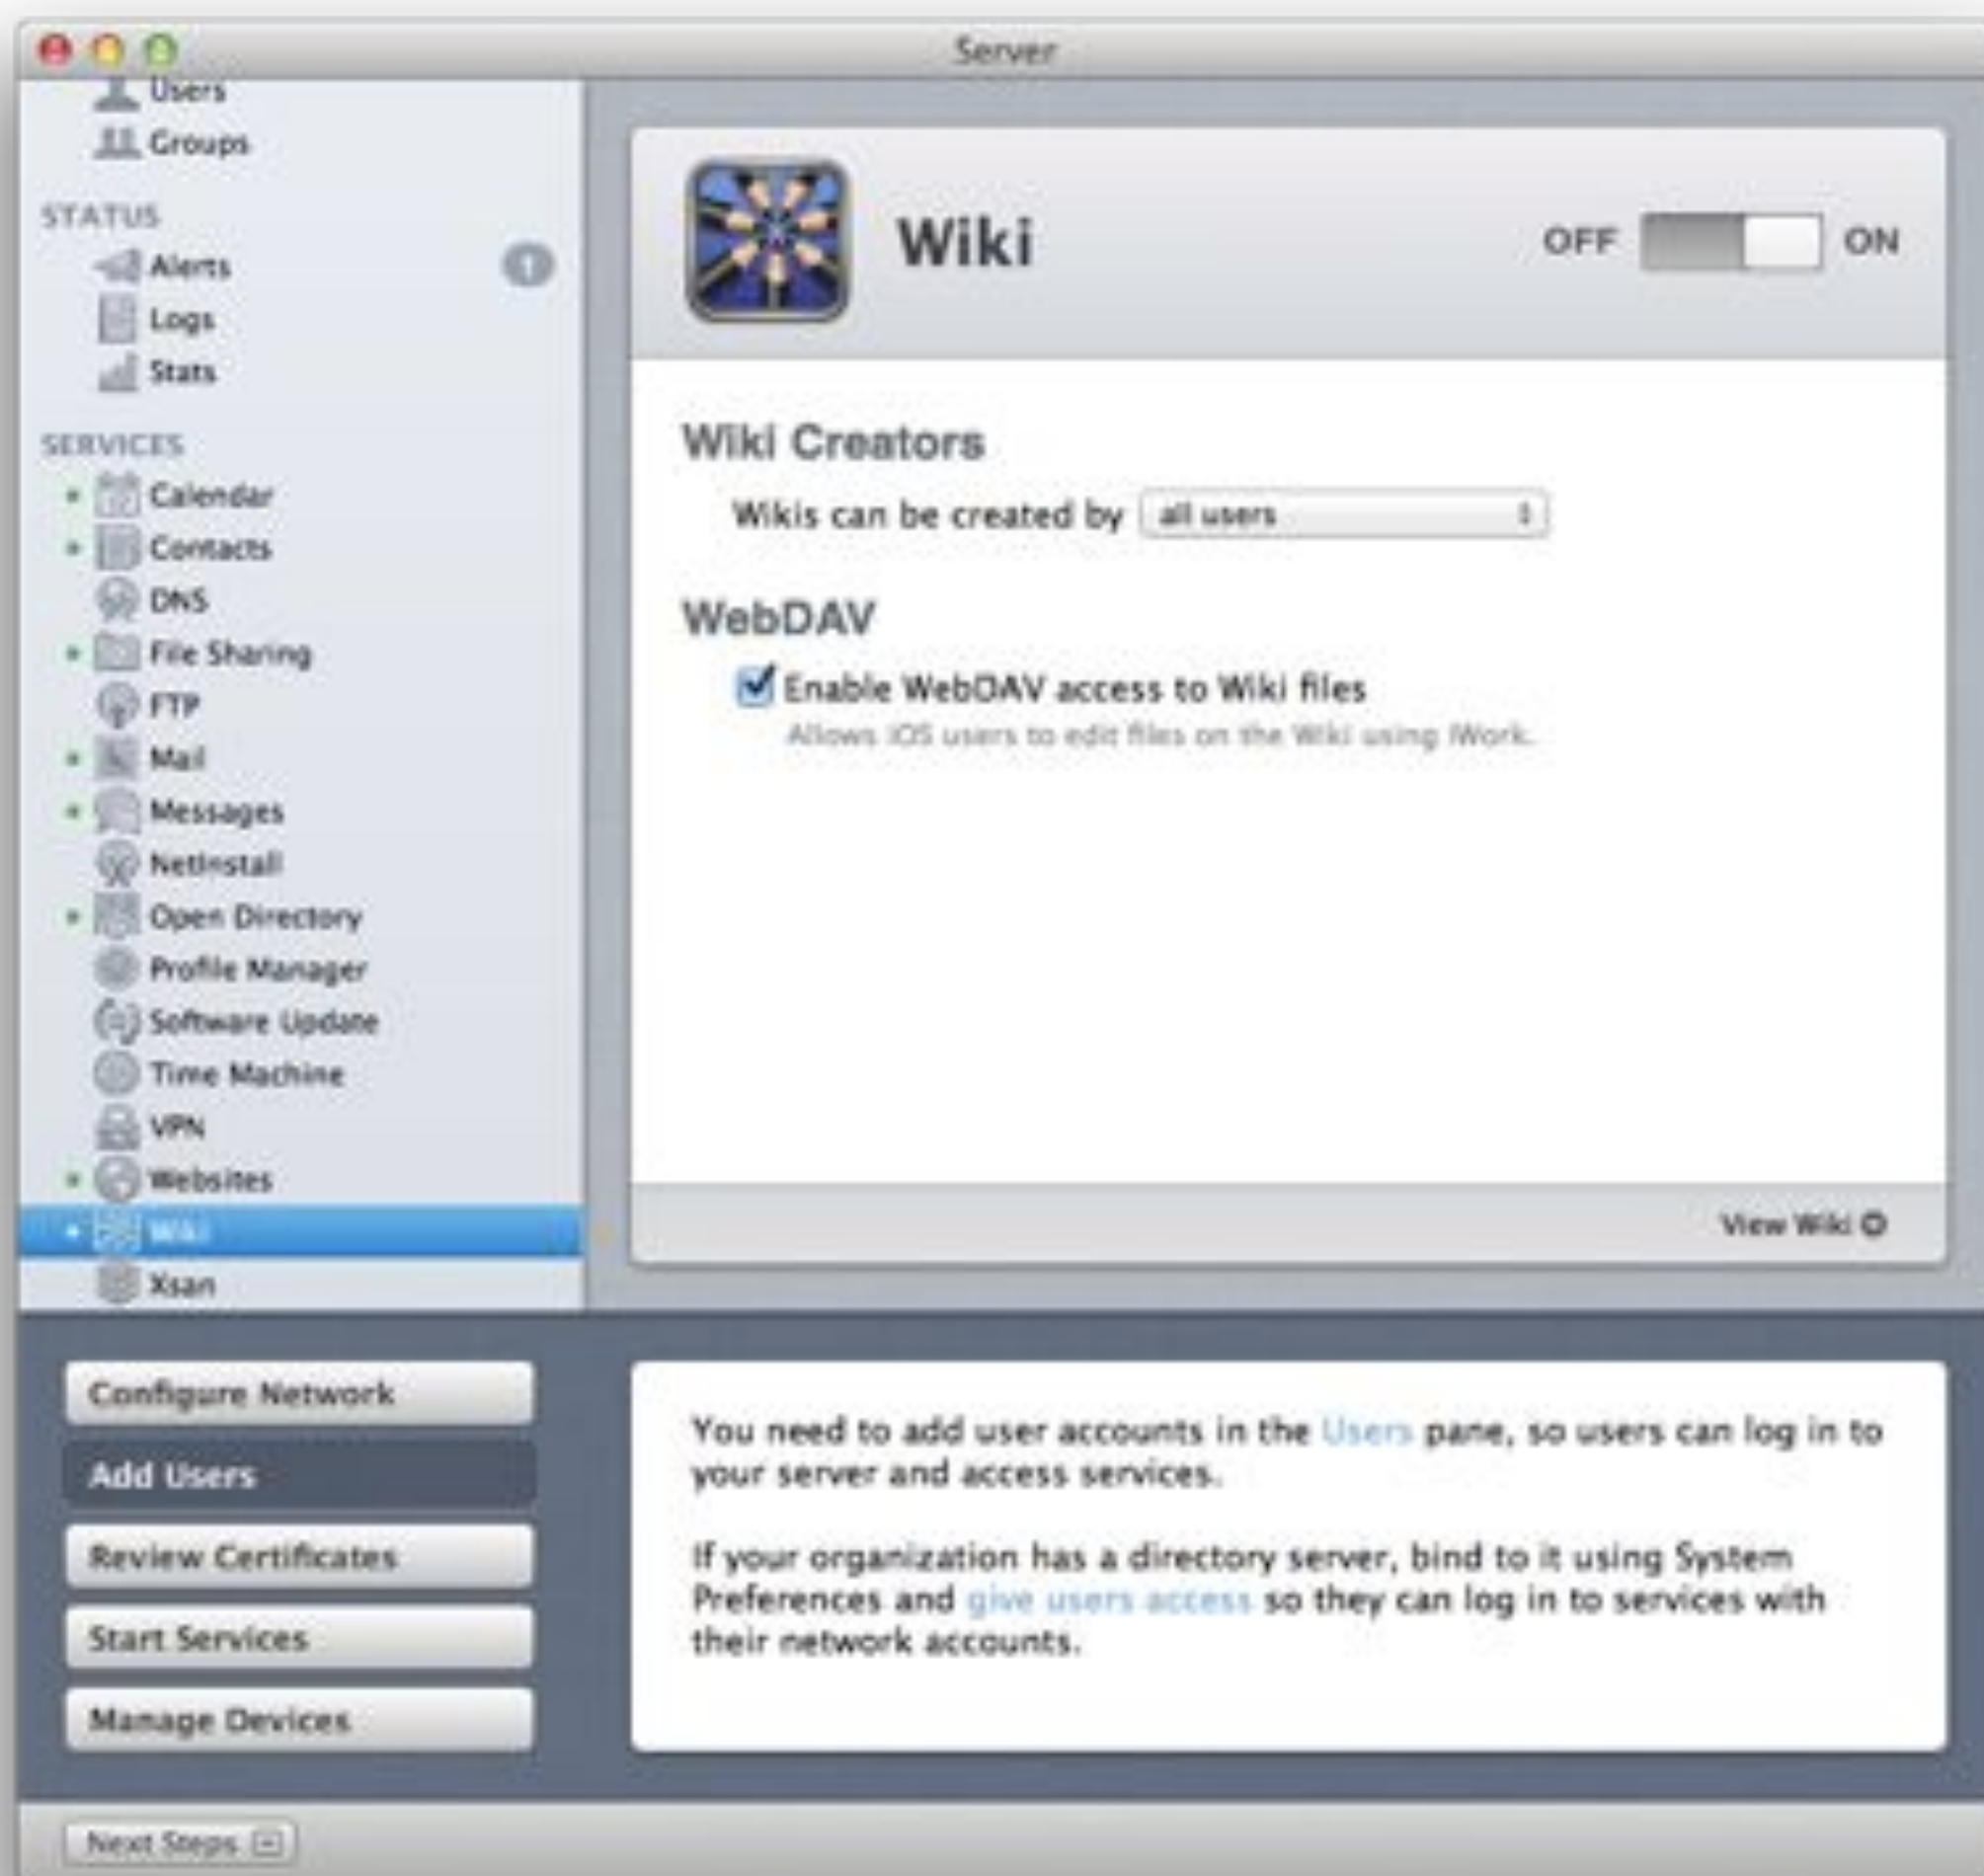 Server
Users
Groups
STATUS
Alerts
1
Logs
Stats
SERVICES
Calendar
Contacts
DNS
File Sharing
FTP
Mail
Messages
NetInstall
Open Directory
Profile Manager
Software Update
Time Machine
VPN
Websites
Wiki
Xsan
Wiki
OFF ON
Wiki Creators
Wikis can be created by all users
WebDAV
Enable WebDAV access to Wiki files
Allows iOS users to edit files on the Wiki using iWork.
View Wiki
Configure Network
Add Users
Review Certificates
Start Services
Manage Devices
You need to add user accounts in the Users pane, so users can log in to
your server and access services.
If your organization has a directory server, bind to it using System
Preferences and give users access so they can log in to services with
their network accounts.
Next Steps